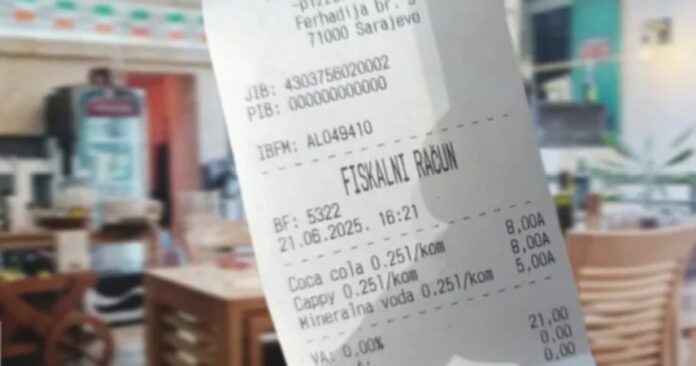 Ferhadija br.
71000 Sarajevo
JIB: 4303756020002
PIB: 000000000000
IBFM: AL049410
FISKALNI RAČUN
BF: 5322
21.06.2025. 16:21
Coca cola 0.25l/kom 8,00A
Cappy 0.25l/kom 8,00A
Mineralna voda 0.25l/kom 5,00A
VA: 0,00% 21,00
0,00
0,00